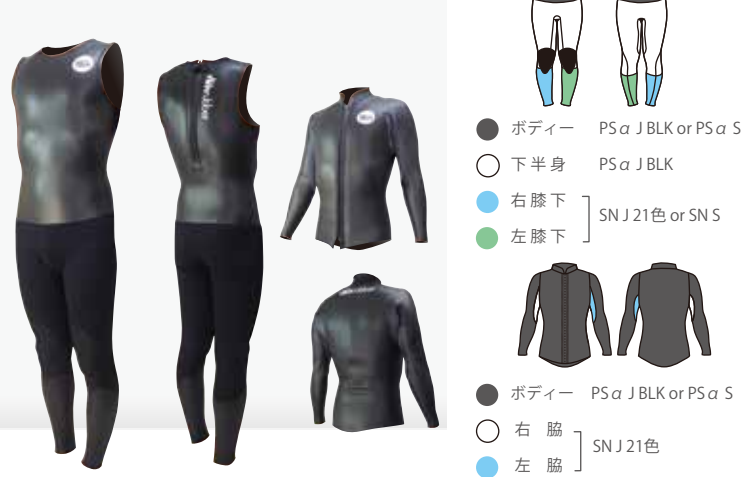 ボディー PSα J BLK or PSα S
下半身 PSα J BLK
右膝下
左膝下
SN J 21色 or SN S
ボディー PSα J BLK or PSα S
右 脇
左 脇
SN J 21色